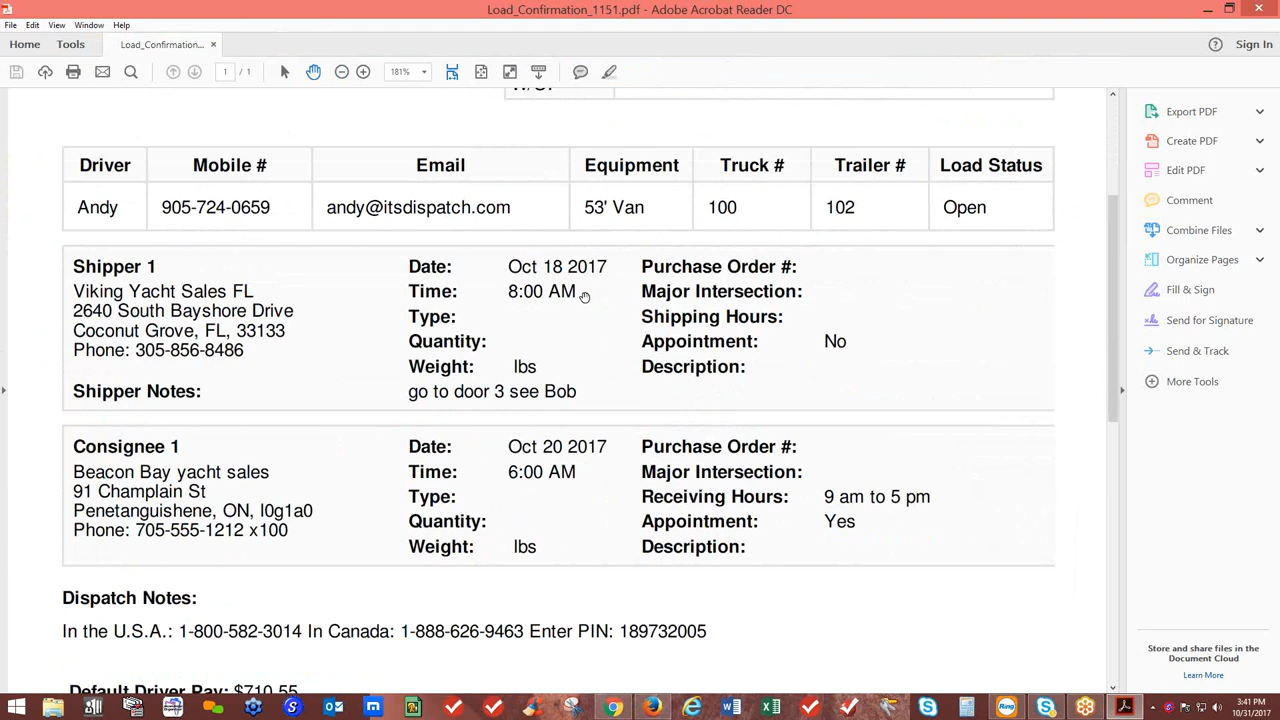 Load_Confirmation_1151.pdf - Adobe Acrobat Reader DC
File Edit View Window Help
Home Tools Load_Confirmation... × Sign In
1 / 1 181%
Driver Mobile # Email Equipment Truck # Trailer # Load Status
Andy 905-724-0659 andy@itsdispatch.com 53' Van 100 102 Open
Shipper 1 Date: Oct 18 2017 Purchase Order #:
Viking Yacht Sales FL Time: 8:00 AM Major Intersection:
2640 South Bayshore Drive Type: Shipping Hours:
Coconut Grove, FL, 33133 Quantity: Appointment: No
Phone: 305-856-8486 Weight: lbs Description:
Shipper Notes: go to door 3 see Bob
Consignee 1 Date: Oct 20 2017 Purchase Order #:
Beacon Bay yacht sales Time: 6:00 AM Major Intersection:
91 Champlain St Type: Receiving Hours: 9 am to 5 pm
Penetanguishene, ON, l0g1a0 Quantity: Appointment: Yes
Phone: 705-555-1212 x100 Weight: lbs Description:
Dispatch Notes:
In the U.S.A.: 1-800-582-3014 In Canada: 1-888-626-9463 Enter PIN: 189732005
Default Driver Pay: $710.55
Export PDF
Create PDF
Edit PDF
Comment
Combine Files
Organize Pages
Fill & Sign
Send for Signature
Send & Track
More Tools
Store and share files in the
Document Cloud
Learn More
3:41 PM
10/31/2017